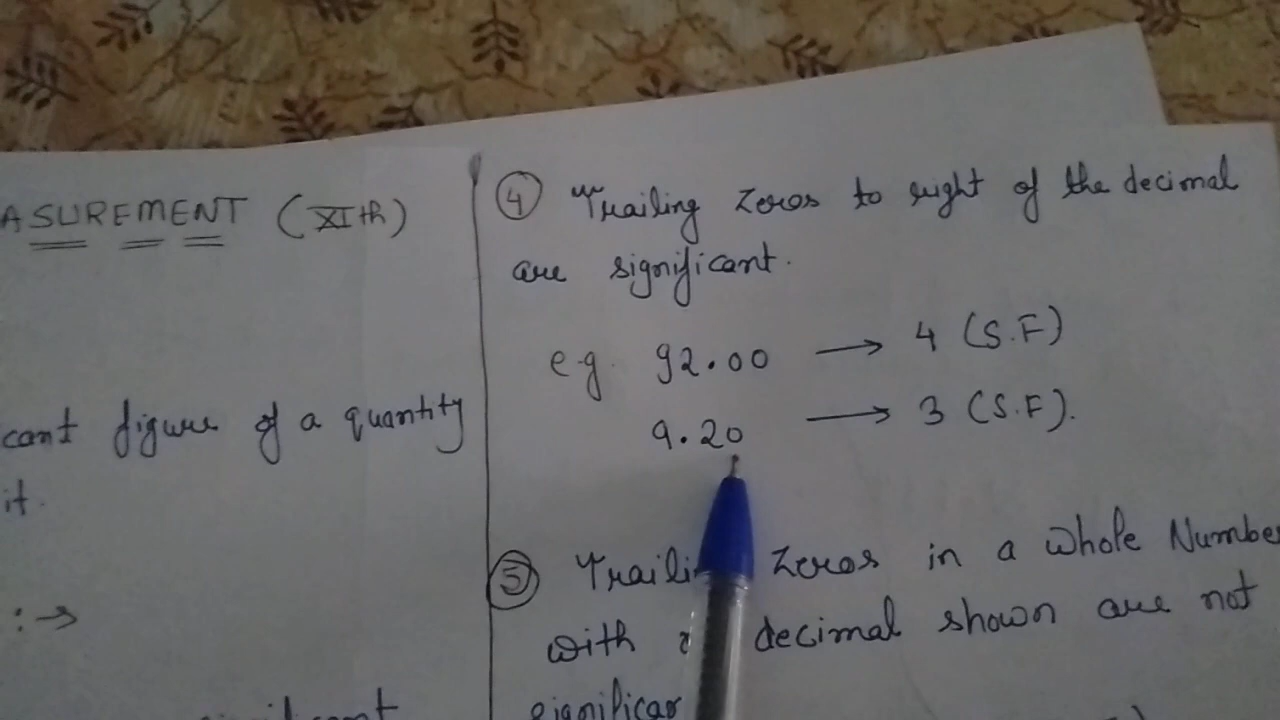 ASUREMENT (XIth)
cant figure of a quantity
it.
:→
④ Trailing Zeros to right of the decimal
are significant.
e.g. 92.00 → 4 (S.F)
9.20 → 3 (S.F).
⑤ Zeros in a whole Number
with decimal shown are not